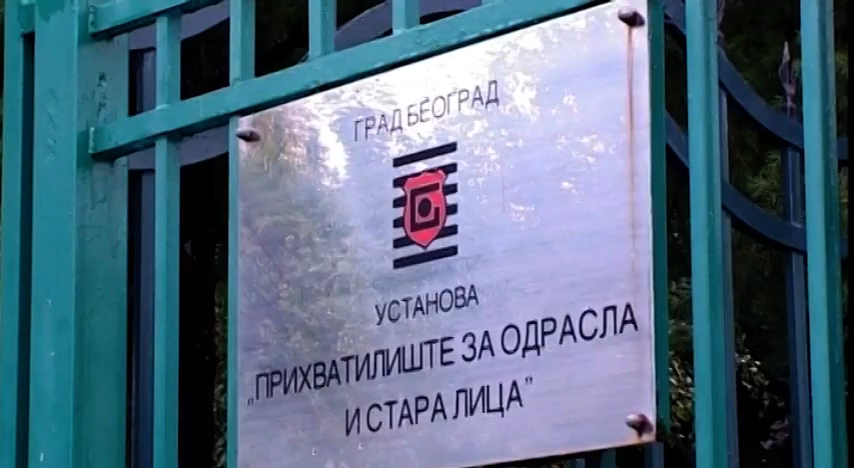 ГРАД БЕОГРАД
УСТАНОВА
„ПРИХВАТИЛИШТЕ ЗА ОДРАСЛА
И СТАРА ЛИЦА”